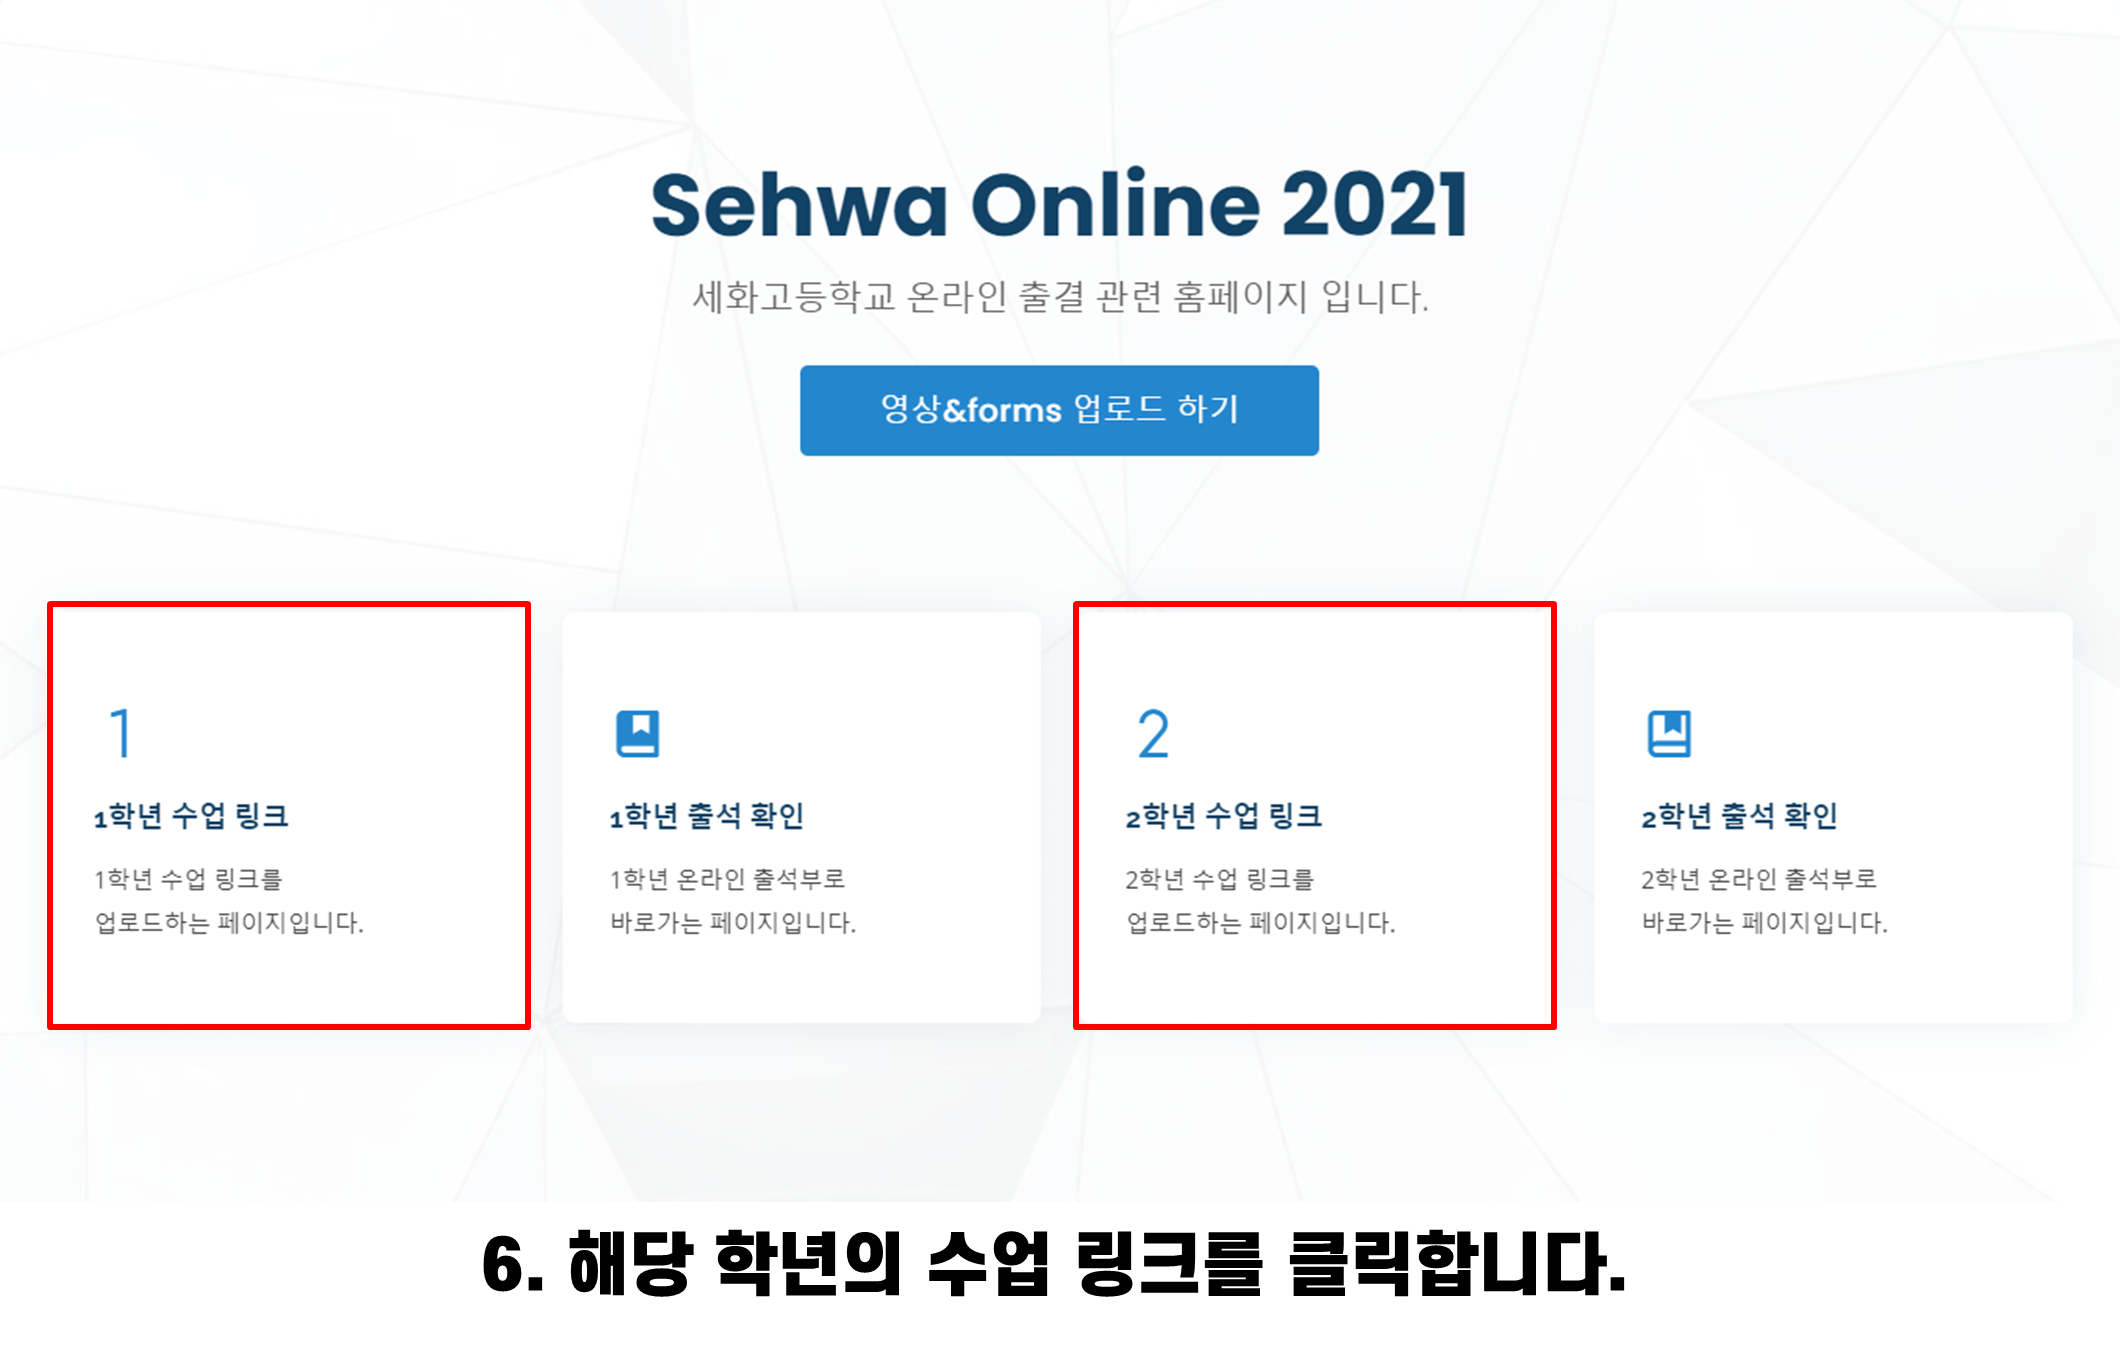 Sehwa Online 2021
세화고등학교 온라인 출결 관련 홈페이지 입니다.
영상&forms 업로드 하기
1
1학년 수업 링크
1학년 수업 링크를
업로드하는 페이지입니다.
1학년 출석 확인
1학년 온라인 출석부로
바로가는 페이지입니다.
2
2학년 수업 링크
2학년 수업 링크를
업로드하는 페이지입니다.
2학년 출석 확인
2학년 온라인 출석부로
바로가는 페이지입니다.
6. 해당 학년의 수업 링크를 클릭합니다.